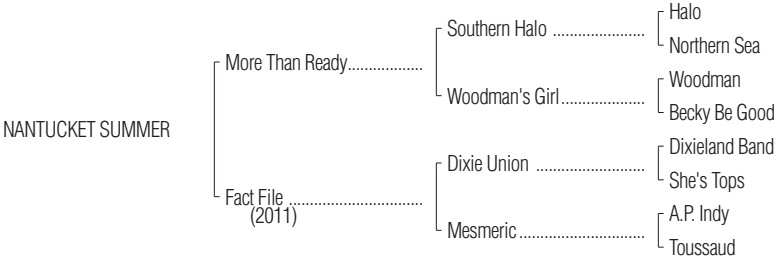 Halo
Southern Halo ......................
Northern Sea
More Than Ready.................
Woodman
Woodman's Girl....................
Becky Be Good
NANTUCKET SUMMER
Dixieland Band
Dixie Union ..........................
She's Tops
Fact File ..............................
(2011)
A.P. Indy
Mesmeric..............................
Toussaud